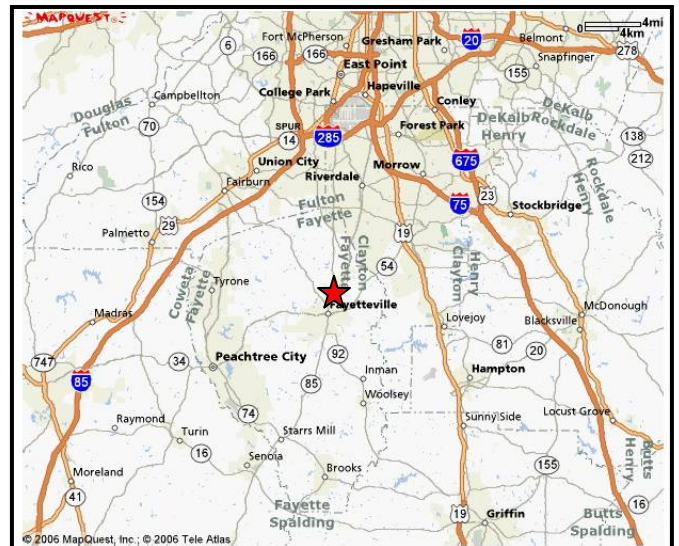 MAPQUEST.
4mi
4km
Fort McPherson
Gresham Park
20
Belmont
278
6
166
166
Snapfinger
East Point
155
Campbellton
College Park
Hapeville
Conley
Douglas
Fulton
70
SPUR
14
285
Forest Park
DeKalb
Henry
DeKalb
Rockdale
138
212
Rico
Union City
Morrow
675
Riverdale
Fairburn
Fulton
Fayette
75
23
Rockdale
Henry
154
Stockbridge
Palmetto
29
19
Fayette
Clayton
54
Henry
Clayton
Coweta
Fayette
Tyrone
McDonough
Fayetteville
Madras
Lovejoy
Blacksville
747
34
92
81
20
85
Peachtree City
85
Inman
Hampton
Woolsey
74
Raymond
Turin
Starrs Mill
Sunny Side
Locust Grove
16
Senoia
Butts
Henry
Moreland
Brooks
155
41
Fayette
Spalding
19
Griffin
Butts
Spalding
16
© 2006 MapQuest, Inc.; © 2006 Tele Atlas